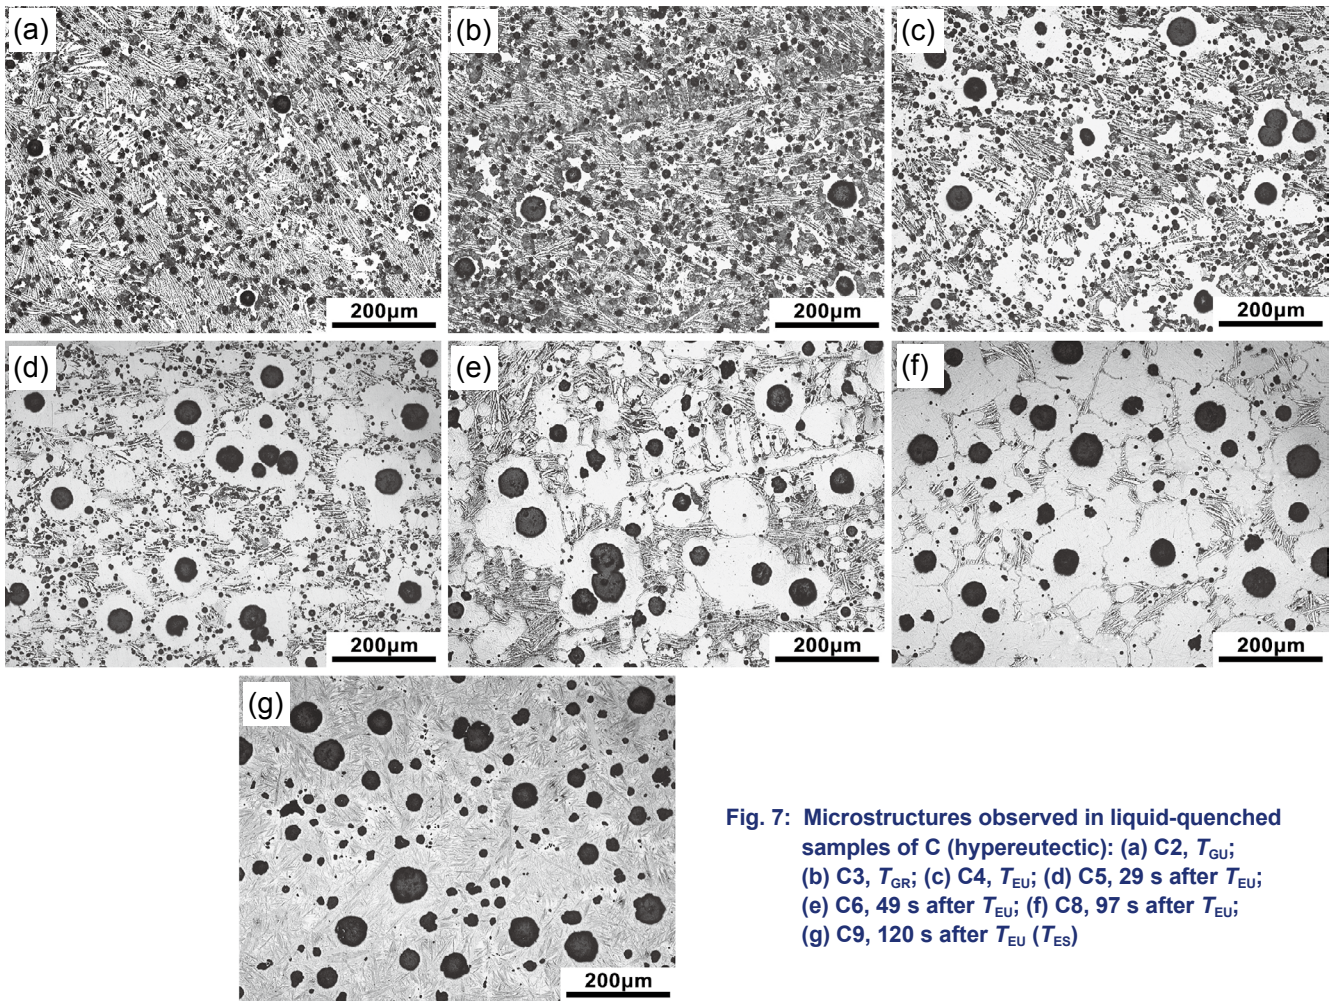 (a)
200μm
(b)
200μm
(c)
200μm
(d)
200μm
(e)
200μm
(f)
200μm
(g)
200μm
Fig. 7: Microstructures observed in liquid-quenched
samples of C (hypereutectic): (a) C2, TGU;
(b) C3, TGR; (c) C4, TEU; (d) C5, 29 s after TEU;
(e) C6, 49 s after TEU; (f) C8, 97 s after TEU;
(g) C9, 120 s after TEU (TES)